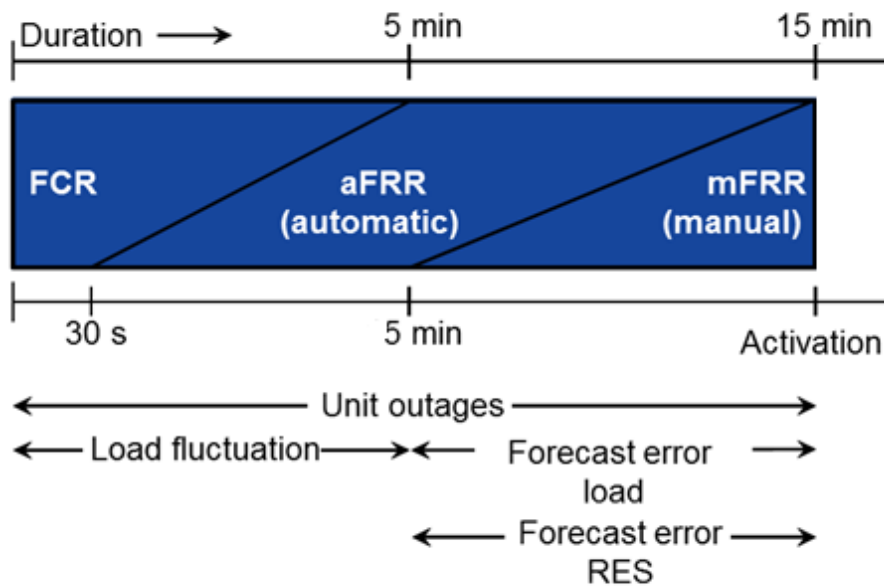 Duration
5 min
15 min
FCR
aFRR
(automatic)
mFRR
(manual)
30 s
5 min
Activation
Unit outages
Load fluctuation
Forecast error
load
Forecast error
RES